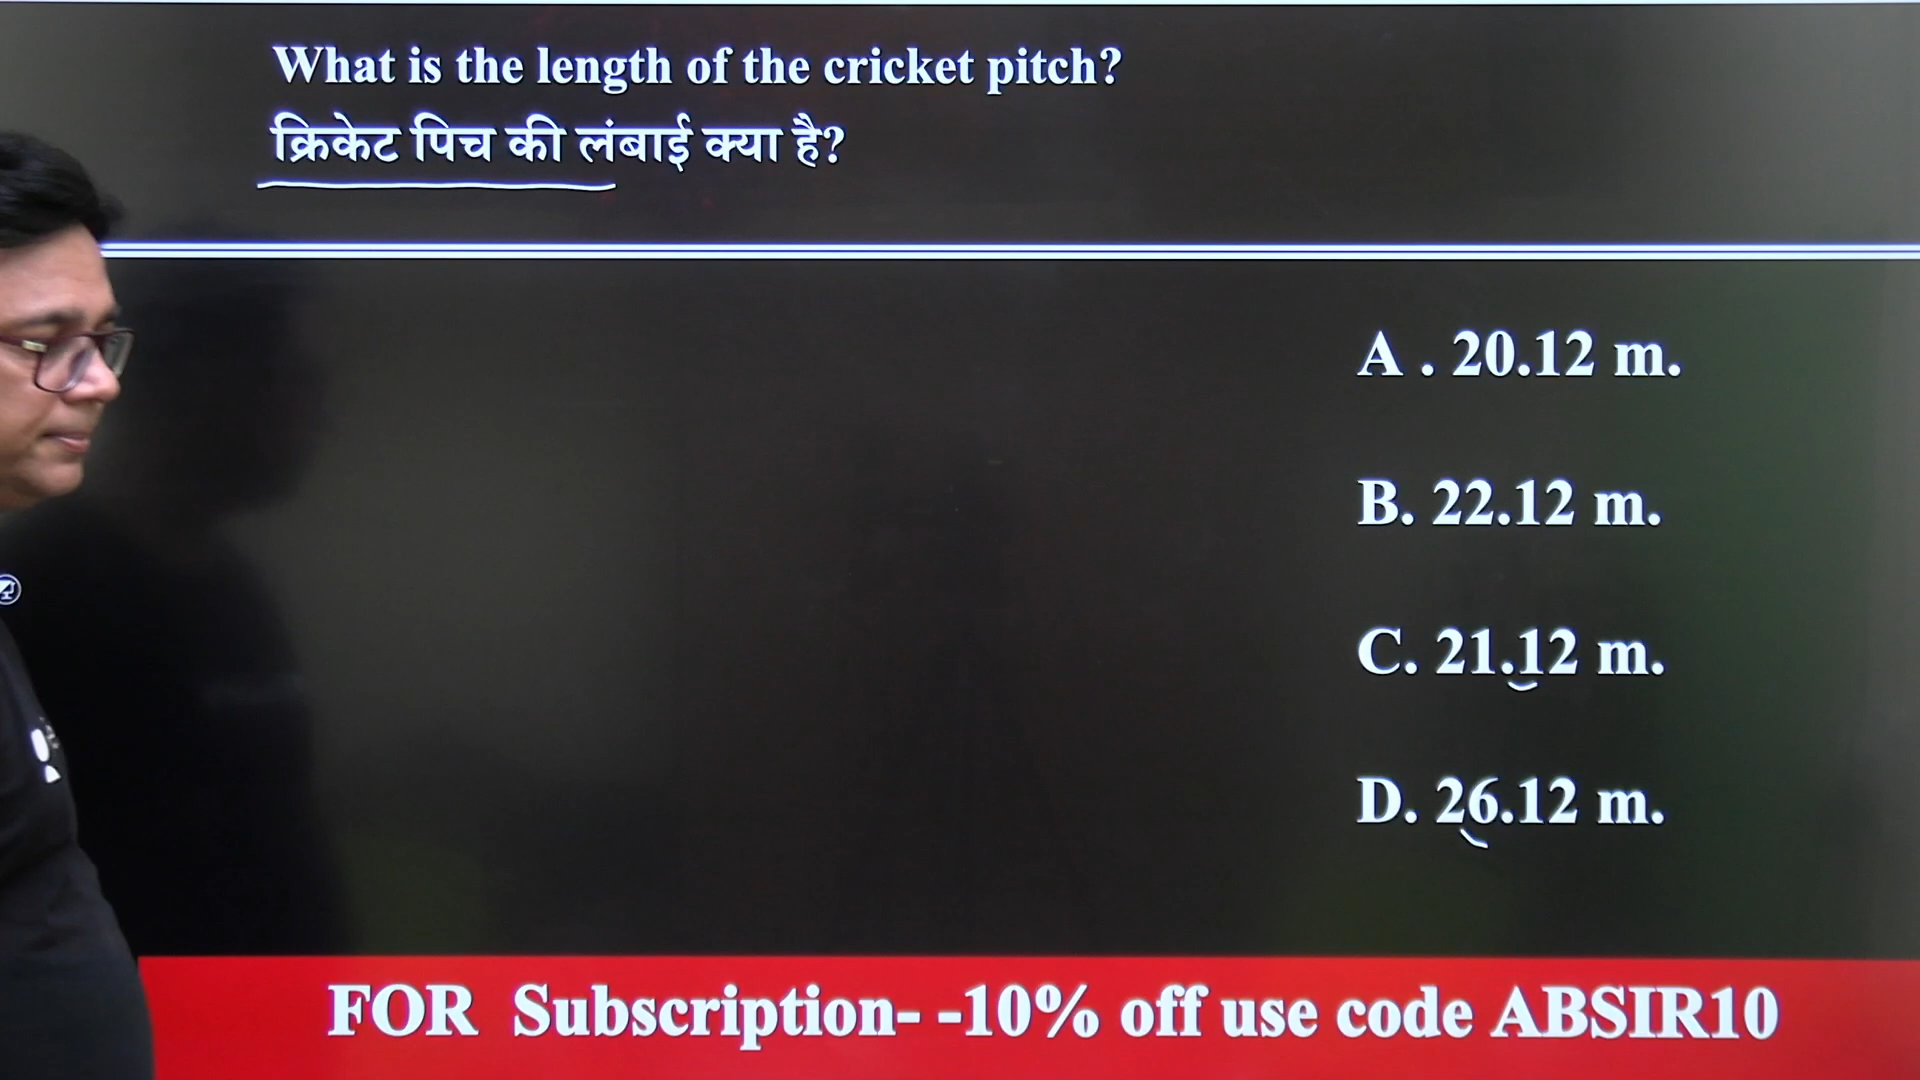 What is the length of the cricket pitch?
क्रिकेट पिच की लंबाई क्या है?
A . 20.12 m.
B. 22.12 m.
C. 21.12 m.
D. 26.12 m.
FOR Subscription- -10% off use code ABSIR10